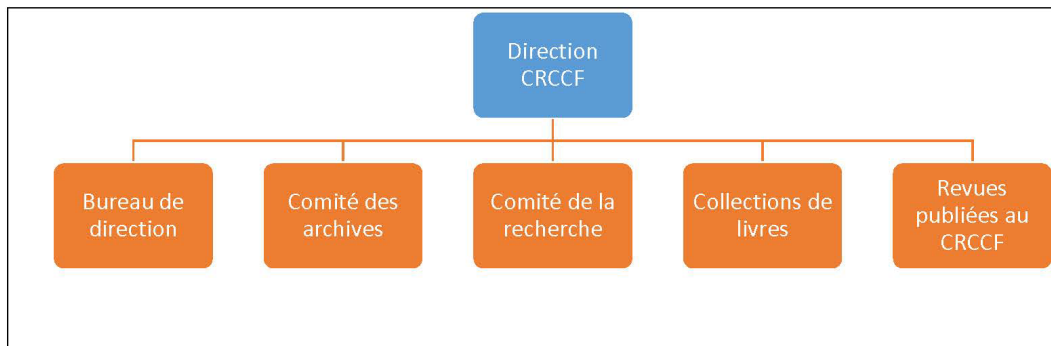 Direction
CRCCF
Bureau de
direction
Comité des
archives
Comité de la
recherche
Collections de
livres
Revues
publiées au
CRCCF